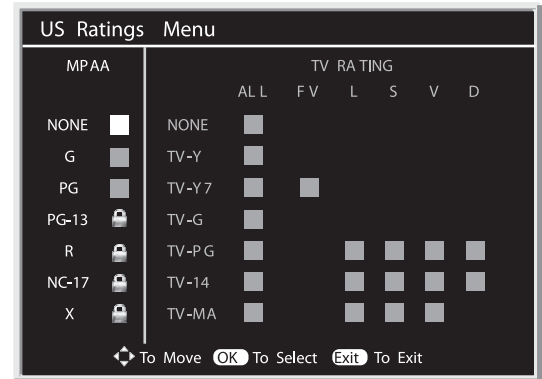 US Ratings Menu
MPAA TV RATING
ALL FV L S V D
NONE NONE
G TV-Y
PG TV-Y7
PG-13 TV-G
R TV-PG
NC-17 TV-14
X TV-MA
To Move OK To Select Exit To Exit